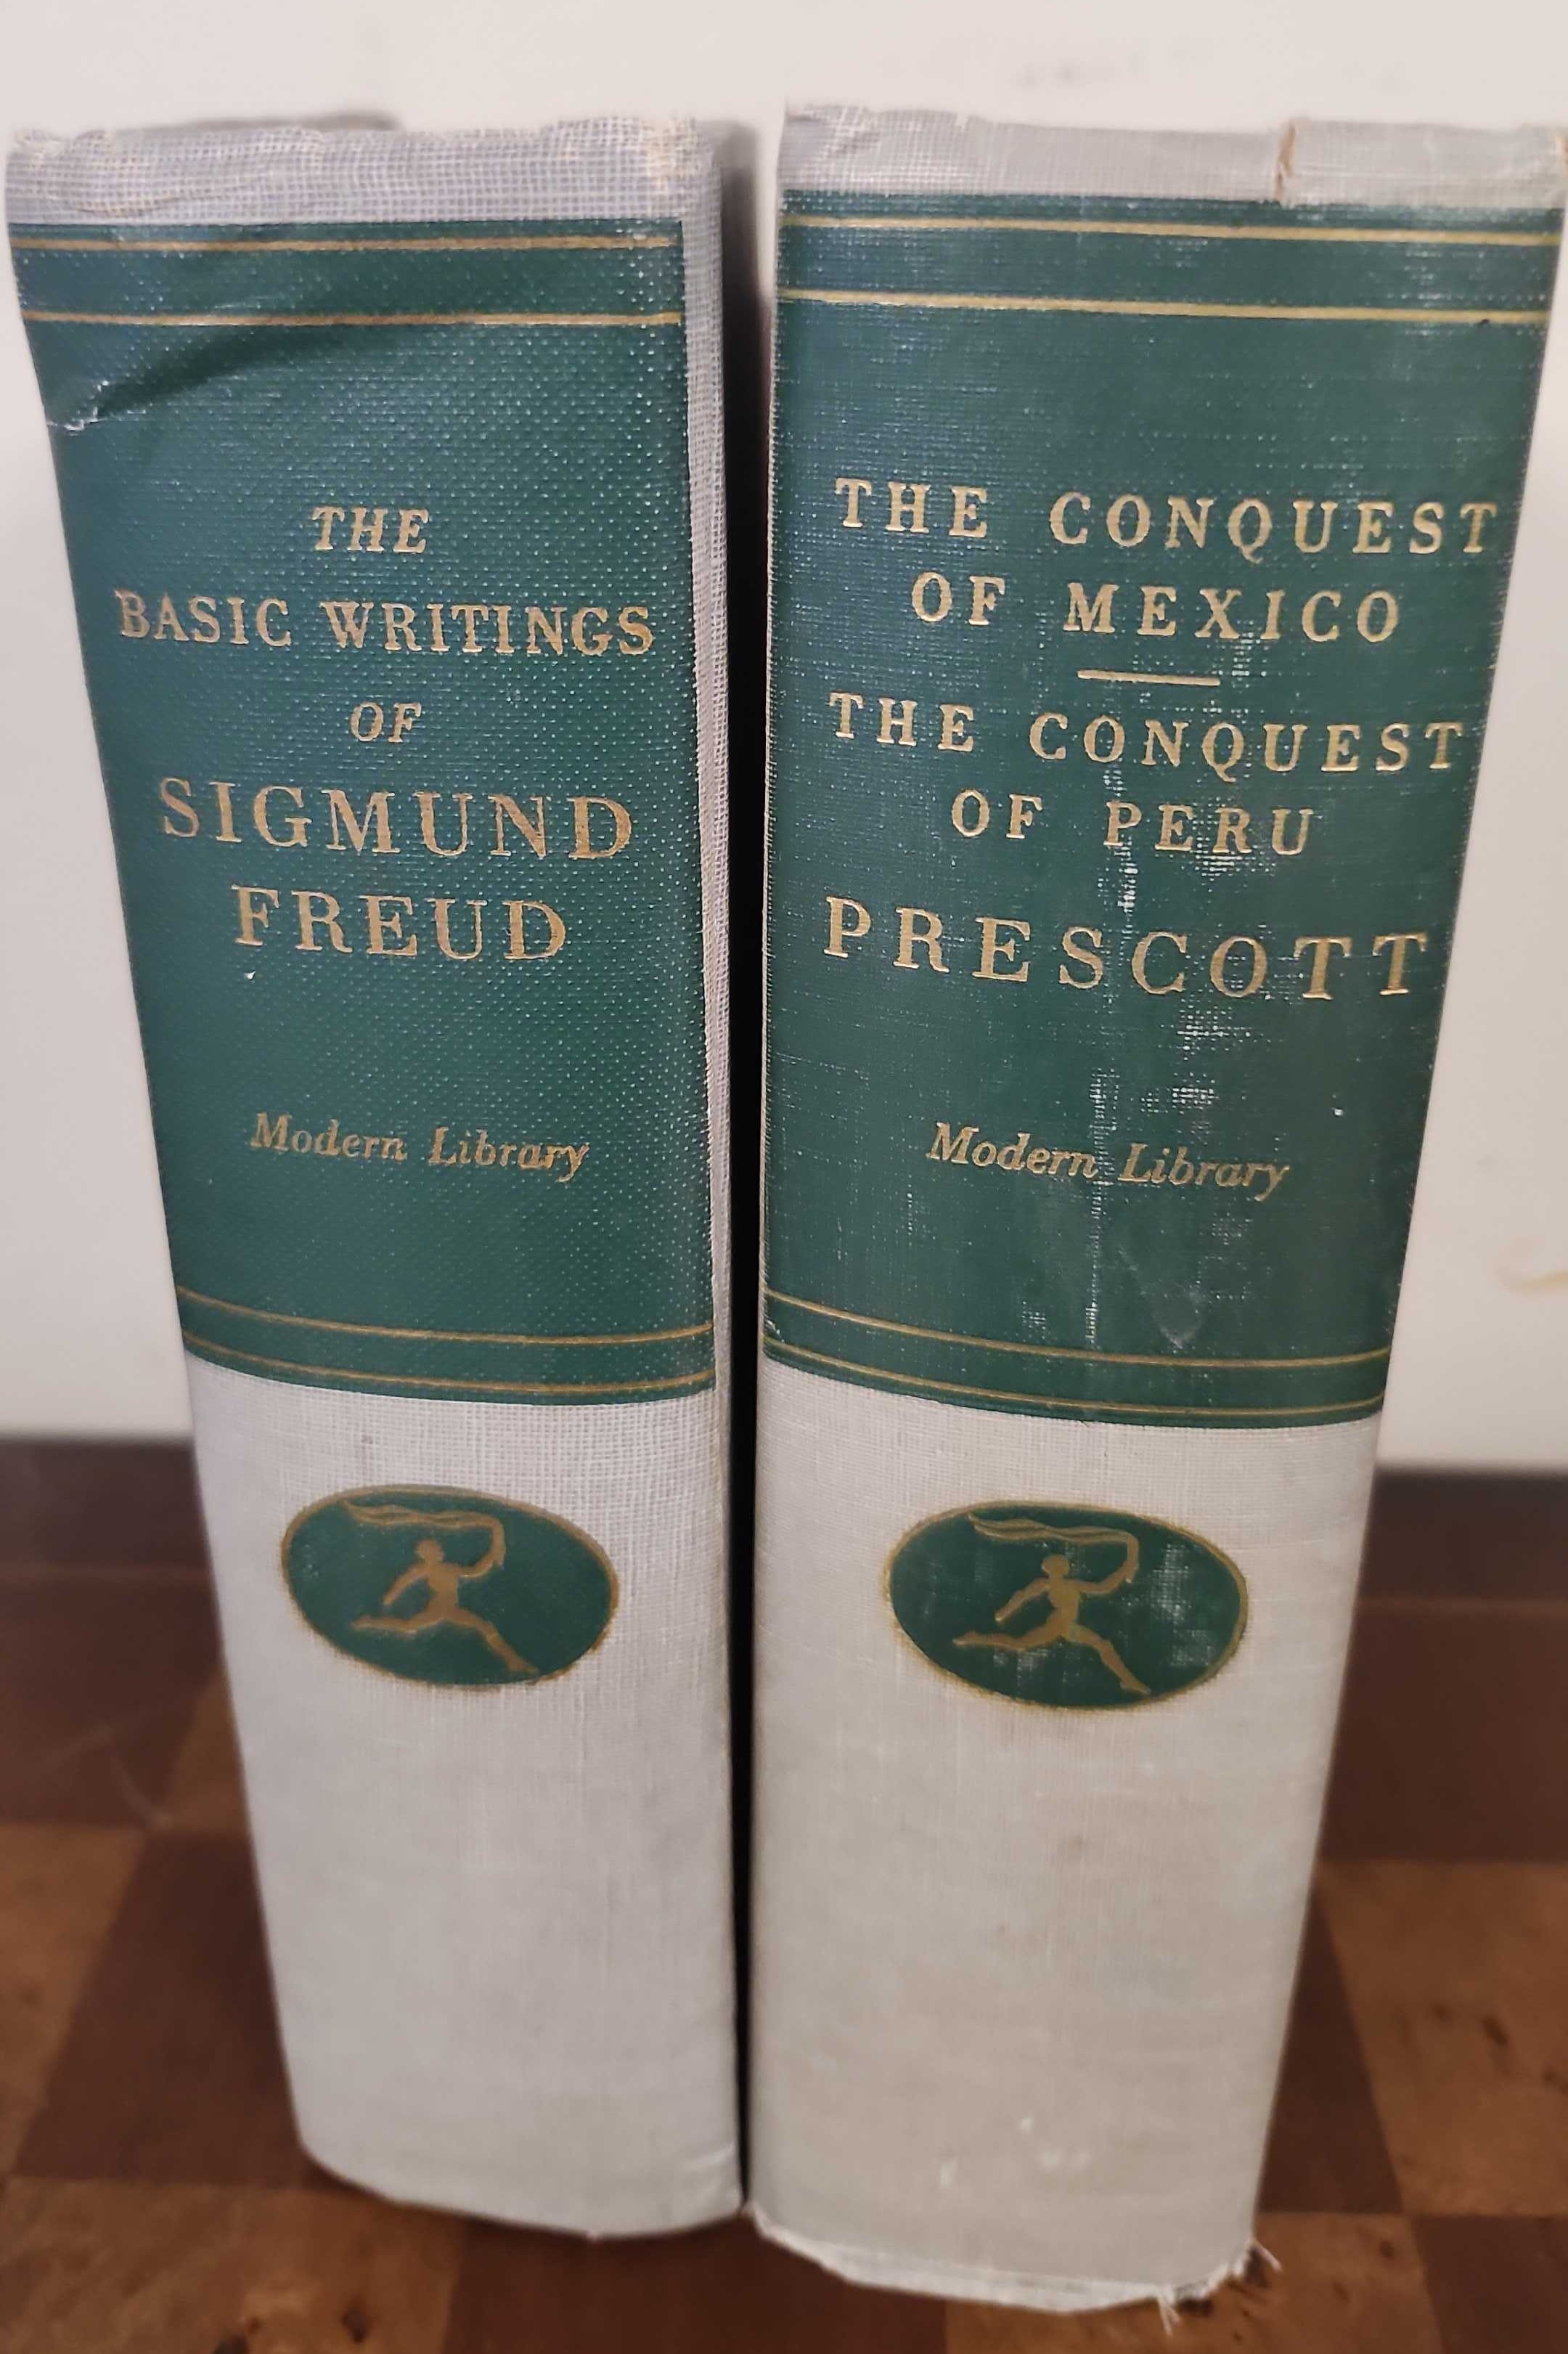 THE
BASIC WRITINGS
OF
SIGMUND
FREUD
Modern Library
THE CONQUEST
OF MEXICO
THE CONQUEST
OF PERU
PRESCOTT
Modern Library